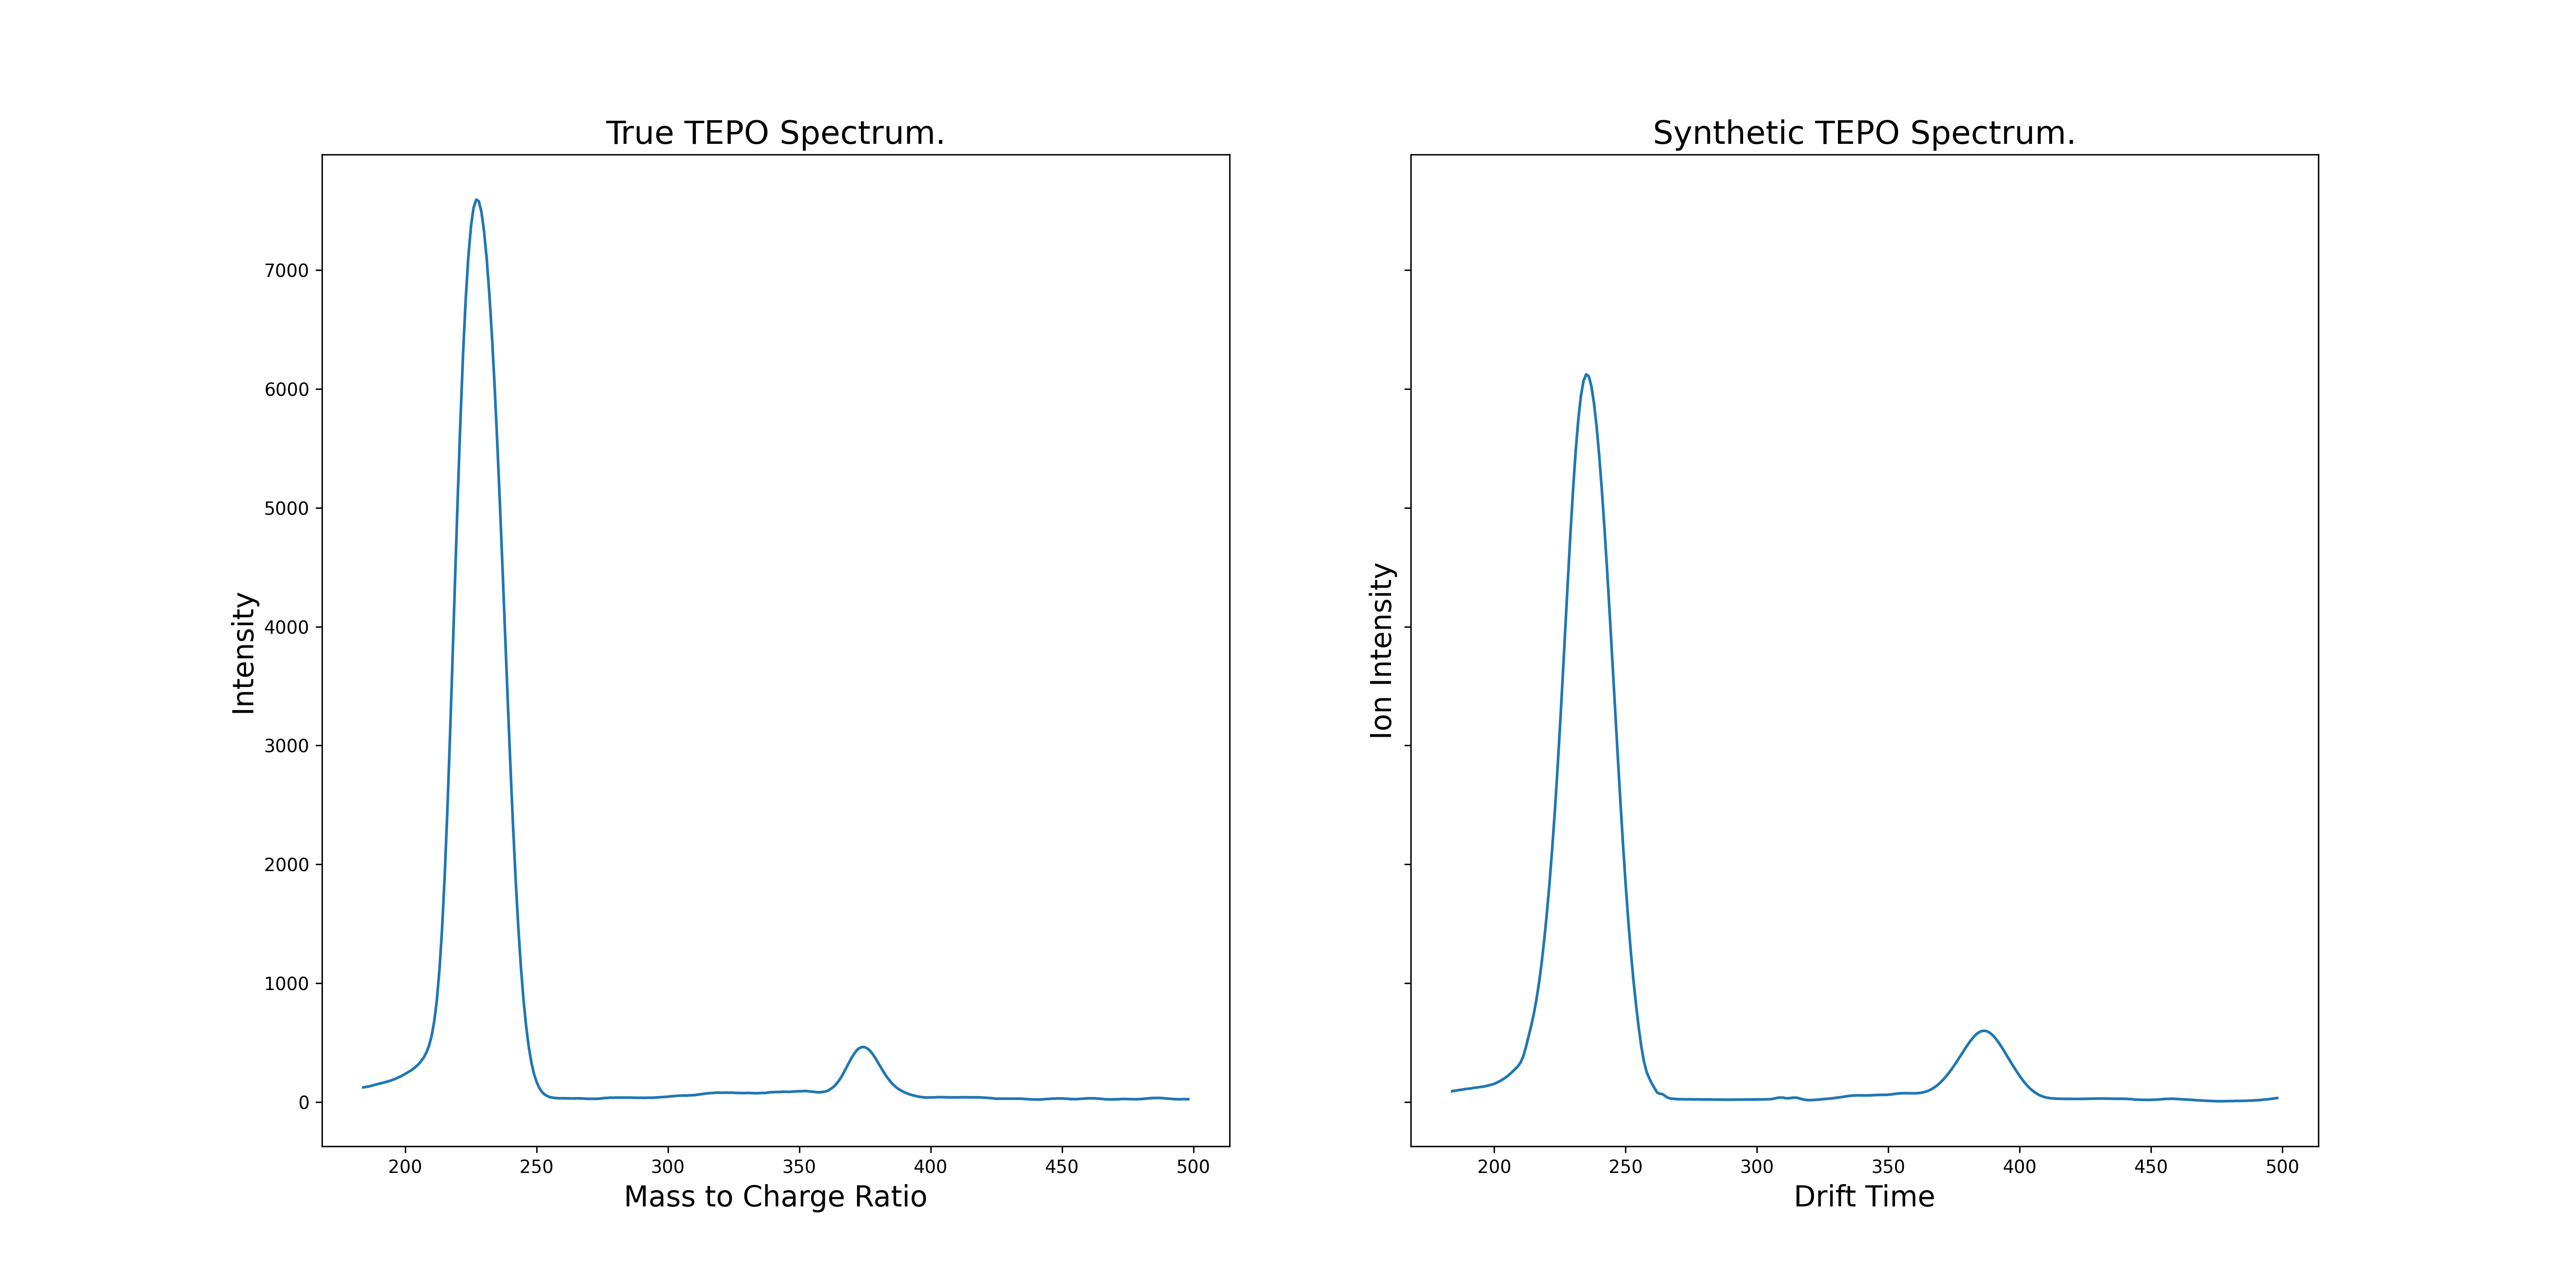 True TEPO Spectrum.
Intensity
7000
6000
5000
4000
3000
2000
1000
0
200 250 300 350 400 450 500
Mass to Charge Ratio
Synthetic TEPO Spectrum.
Ion Intensity
200 250 300 350 400 450 500
Drift Time